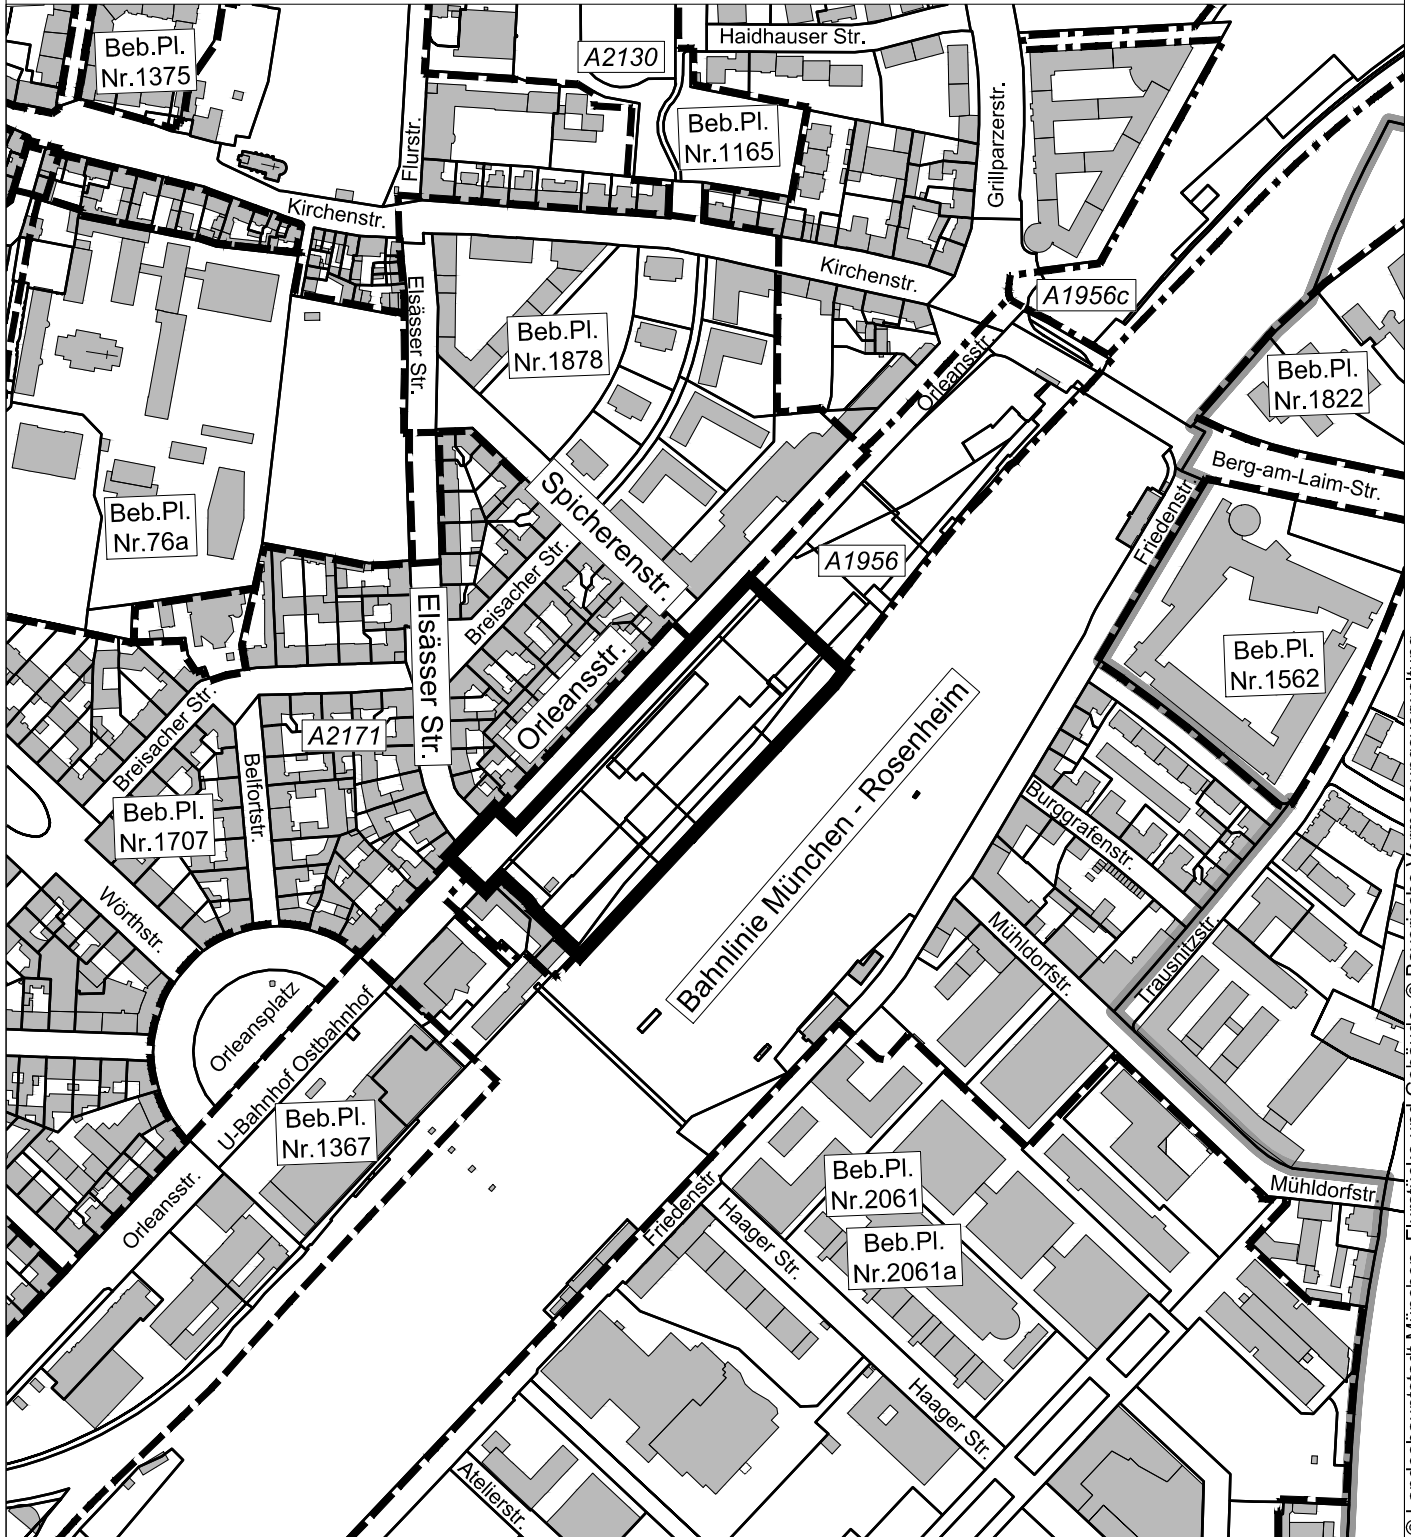 Haidhauser Str.
Beb.Pl.
Nr.1375
A2130
Flurstr.
Beb.Pl.
Nr.1165
Grillparzerstr.
Kirchenstr.
Kirchenstr.
A1956c
Elsässer Str.
Beb.Pl.
Nr.1878
Orleansstr.
Beb.Pl.
Nr.1822
Berg-am-Laim-Str.
Beb.Pl.
Nr.76a
Spicherenstr.
Friedenstr.
A1956
Breisacher Str.
Elsässer Str.
Orleansstr.
Beb.Pl.
Nr.1562
Breisacher Str.
A2171
Belfortstr.
Bahnlinie München - Rosenheim
Beb.Pl.
Nr.1707
Burggrafenstr.
Wörthstr.
Mühldorfstr.
Trausnitzstr.
Orleansplatz
U-Bahnhof Ostbahnhof
Beb.Pl.
Nr.1367
Orleansstr.
Beb.Pl.
Nr.2061
Mühldorfstr.
Friedenstr.
Haager Str.
Beb.Pl.
Nr.2061a
Haager Str.
Atelierstr.